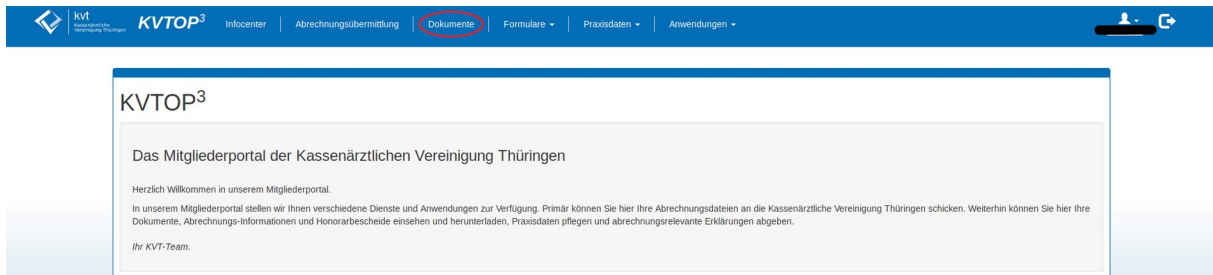 kvt
Kassenärztliche
Vereinigung Thüringen
KVTOP³ Infocenter Abrechnungsübermittlung Dokumente Formulare Praxisdaten Anwendungen
KVTOP³
Das Mitgliederportal der Kassenärztlichen Vereinigung Thüringen
Herzlich Willkommen in unserem Mitgliederportal.
In unserem Mitgliederportal stellen wir Ihnen verschiedene Dienste und Anwendungen zur Verfügung. Primär können Sie hier Ihre Abrechnungsdateien an die Kassenärztliche Vereinigung Thüringen schicken. Weiterhin können Sie hier Ihre
Dokumente, Abrechnungs-Informationen und Honorarbescheide einsehen und herunterladen, Praxisdaten pflegen und abrechnungsrelevante Erklärungen abgeben.
Ihr KVT-Team.